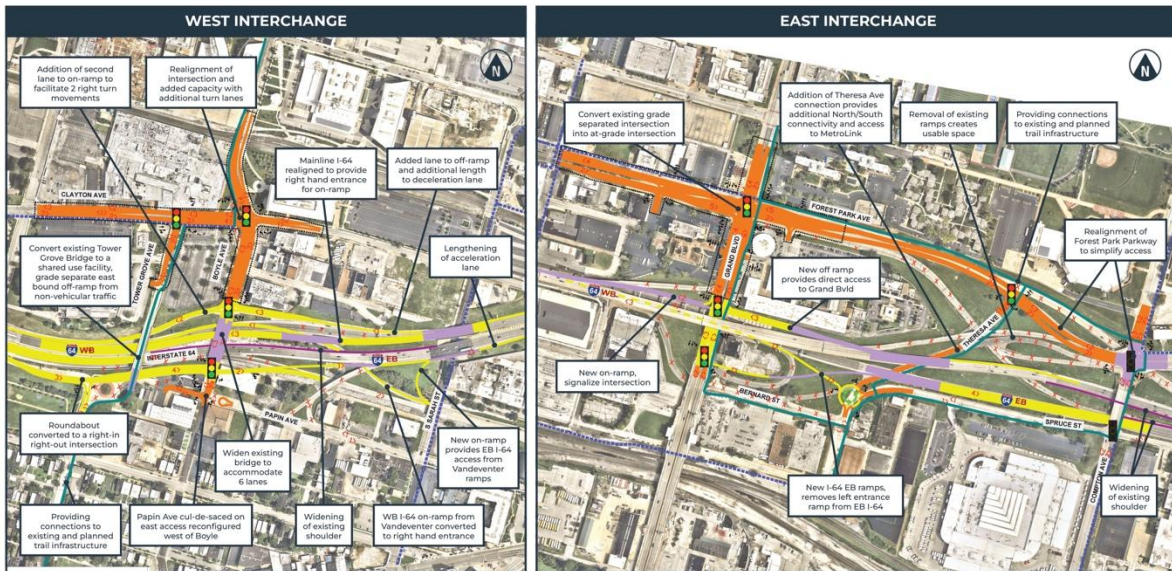 WEST INTERCHANGE
N
Addition of second
lane to on-ramp to
facilitate 2 right turn
movements
Realignment of
intersection and
added capacity with
additional turn lanes
Mainline I-64
realigned to provide
right hand entrance
for on-ramp
Added lane to off-ramp
and additional length
to deceleration lane
CLAYTON AVE
Convert existing Tower
Grove Bridge to a
shared use facility,
grade separate east
bound off-ramp from
non-vehicular traffic
TOWER GROVE AVE
BOYLE AVE
Lengthening
of acceleration
lane
64 WB
INTERSTATE 64
64 EB
PAPIN AVE
S SARAH ST
Roundabout
converted to a right-in
right-out intersection
Widen existing
bridge to
accommodate
6 lanes
New on-ramp
provides EB I-64
access from
Vandeventer
ramps
Providing
connections to
existing and planned
trail infrastructure
Papin Ave cul-de-saced on
east access reconfigured
west of Boyle
Widening
of existing
shoulder
WB I-64 on-ramp from
Vandeventer converted
to right hand entrance
EAST INTERCHANGE
N
Convert existing grade
separated intersection
into at-grade intersection
Addition of Theresa Ave
connection provides
additional North/South
connectivity and access
to MetroLink
Removal of existing
ramps creates
usable space
Providing connections
to existing and planned
trail infrastructure
FOREST PARK AVE
GRAND BLVD
New off ramp
provides direct access
to Grand Bvld
Realignment of
Forest Park Parkway
to simplify access
64 WB
THERESA AVE
New on-ramp,
signalize intersection
BERNARD ST
4
64 EB
SPRUCE ST
COMPTON AVE
New I-64 EB ramps,
removes left entrance
ramp from EB I-64
Widening
of existing
shoulder